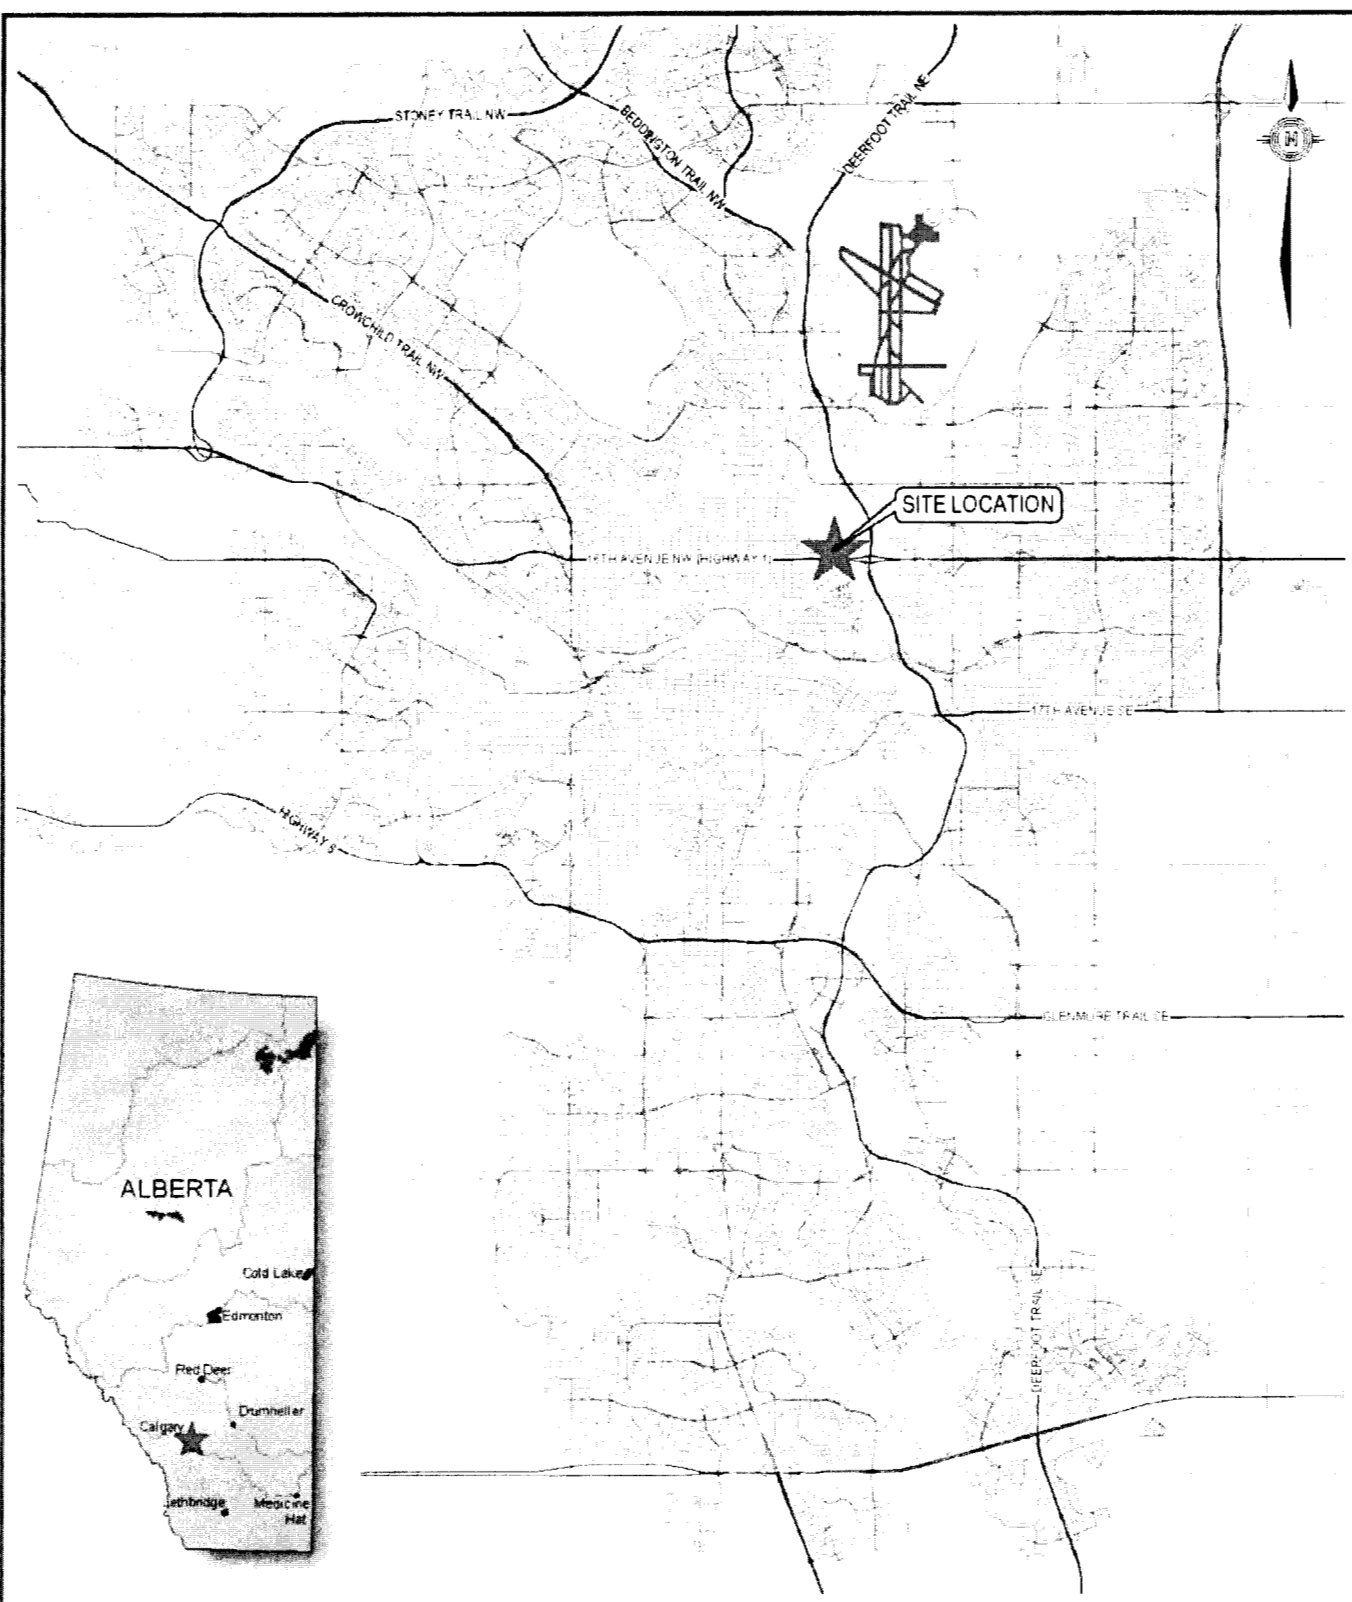 STONEY TRAIL NW
BEDDINGTON TRAIL NW
DEERFOOT TRAIL NE
N
CROWCHILD TRAIL NW
SITE LOCATION
16TH AVENUE NW (HIGHWAY 1)
17TH AVENUE SE
HIGHWAY 8
GLENMORE TRAIL SE
ALBERTA
Cold Lake
Edmonton
Red Deer
Drumheller
Calgary
Lethbridge
Medicine
Hat
DEERFOOT TRAIL SE